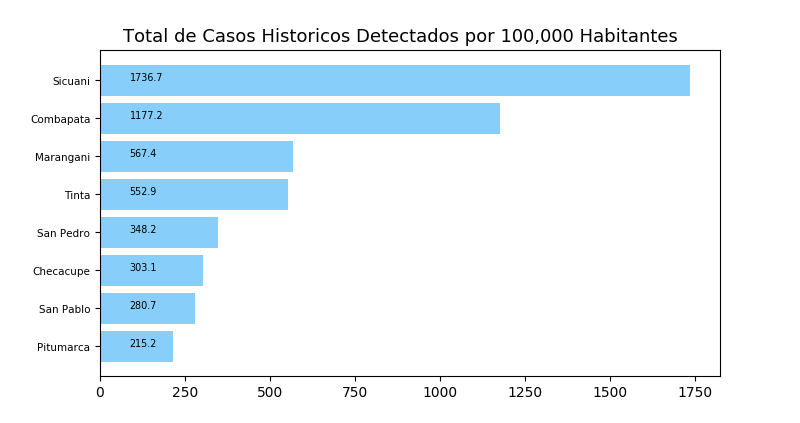 Total de Casos Historicos Detectados por 100,000 Habitantes
Sicuani 1736.7
Combapata 1177.2
Marangani 567.4
Tinta 552.9
San Pedro 348.2
Checacupe 303.1
San Pablo 280.7
Pitumarca 215.2
0 250 500 750 1000 1250 1500 1750